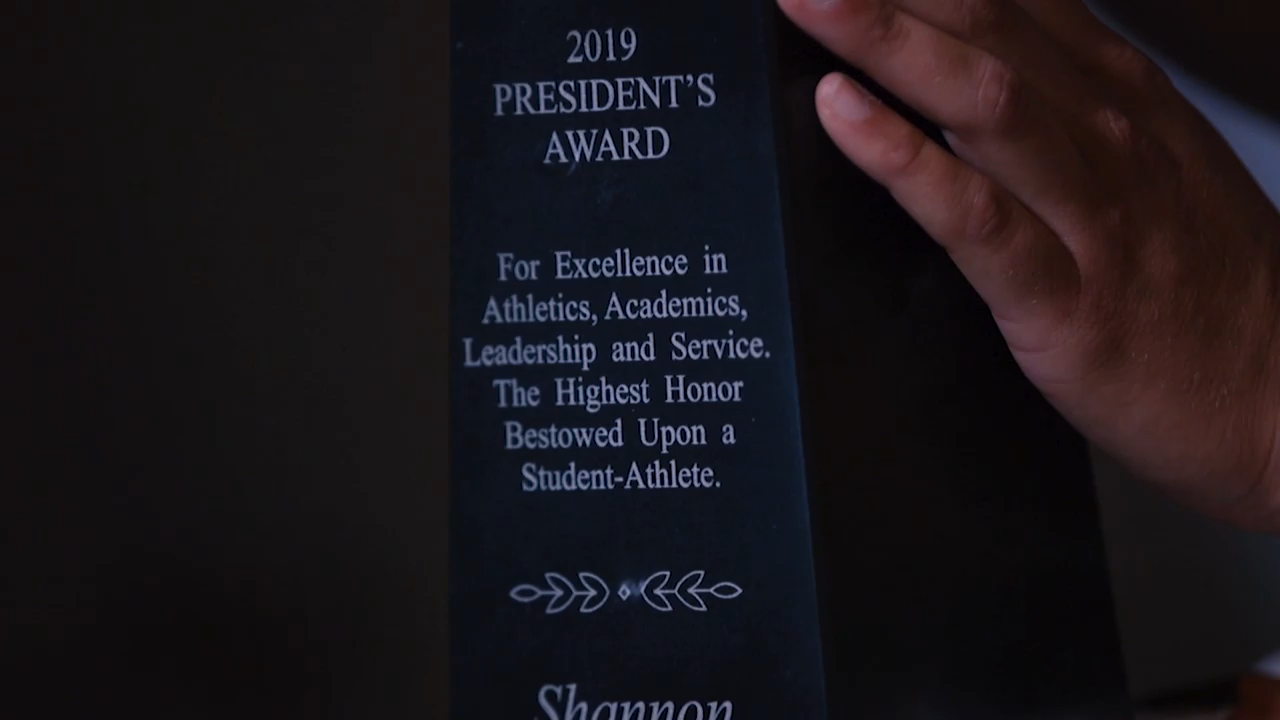 2019
PRESIDENT'S
AWARD
For Excellence in
Athletics, Academics,
Leadership and Service.
The Highest Honor
Bestowed Upon a
Student-Athlete.
Shannon